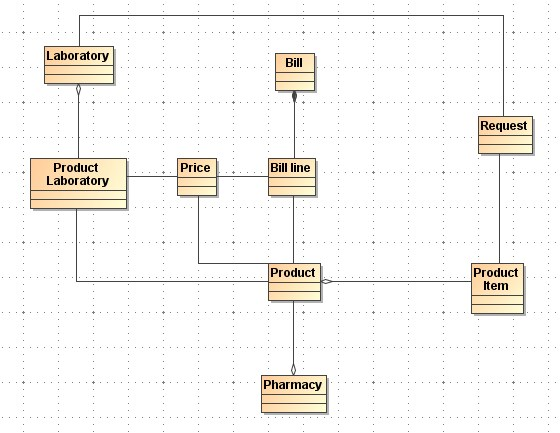 Laboratory
Bill
Request
Product
Laboratory
Price
Bill line
Product
Product
Item
Pharmacy